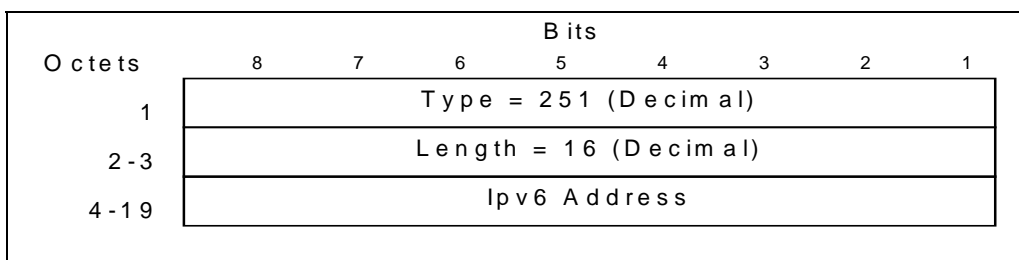 Bits
Octets 8 7 6 5 4 3 2 1
1 Type = 251 (Decimal)
2-3 Length = 16 (Decimal)
4-19 Ipv6 Address